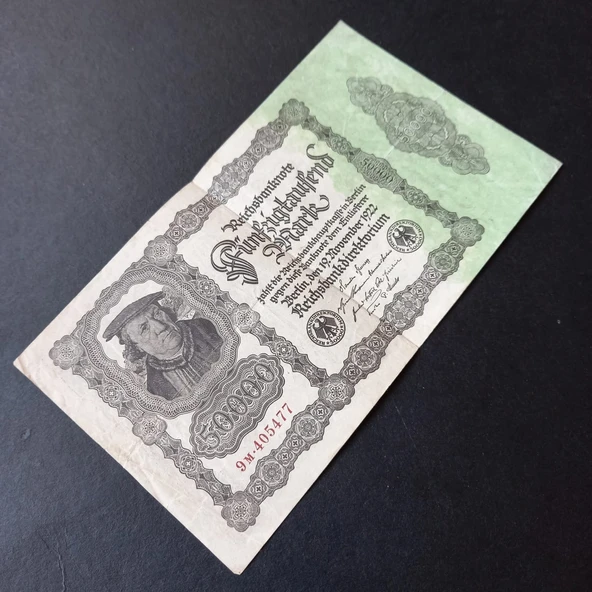 Reichsbanknote
Fünfzigtausend
Mark
zahlt die Reichsbankhauptkasse in Berlin
gegen diese Banknote dem Einlieferer
Berlin, den 19. November 1922
Reichsbankdirektorium
50000
50000
9M·405477